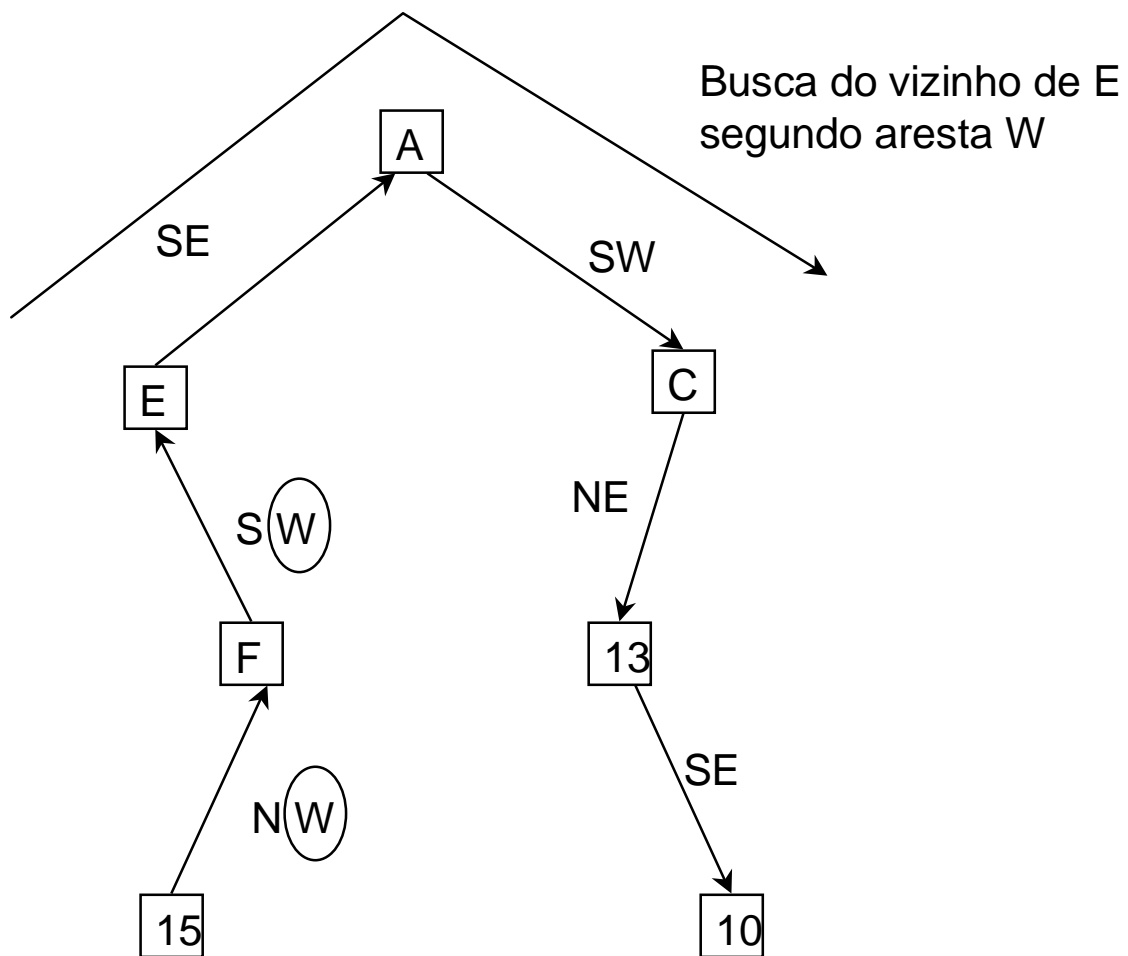 Busca do vizinho de E
segundo aresta W
A
SE
SW
E
C
NE
SW
F
13
SE
NW
15
10